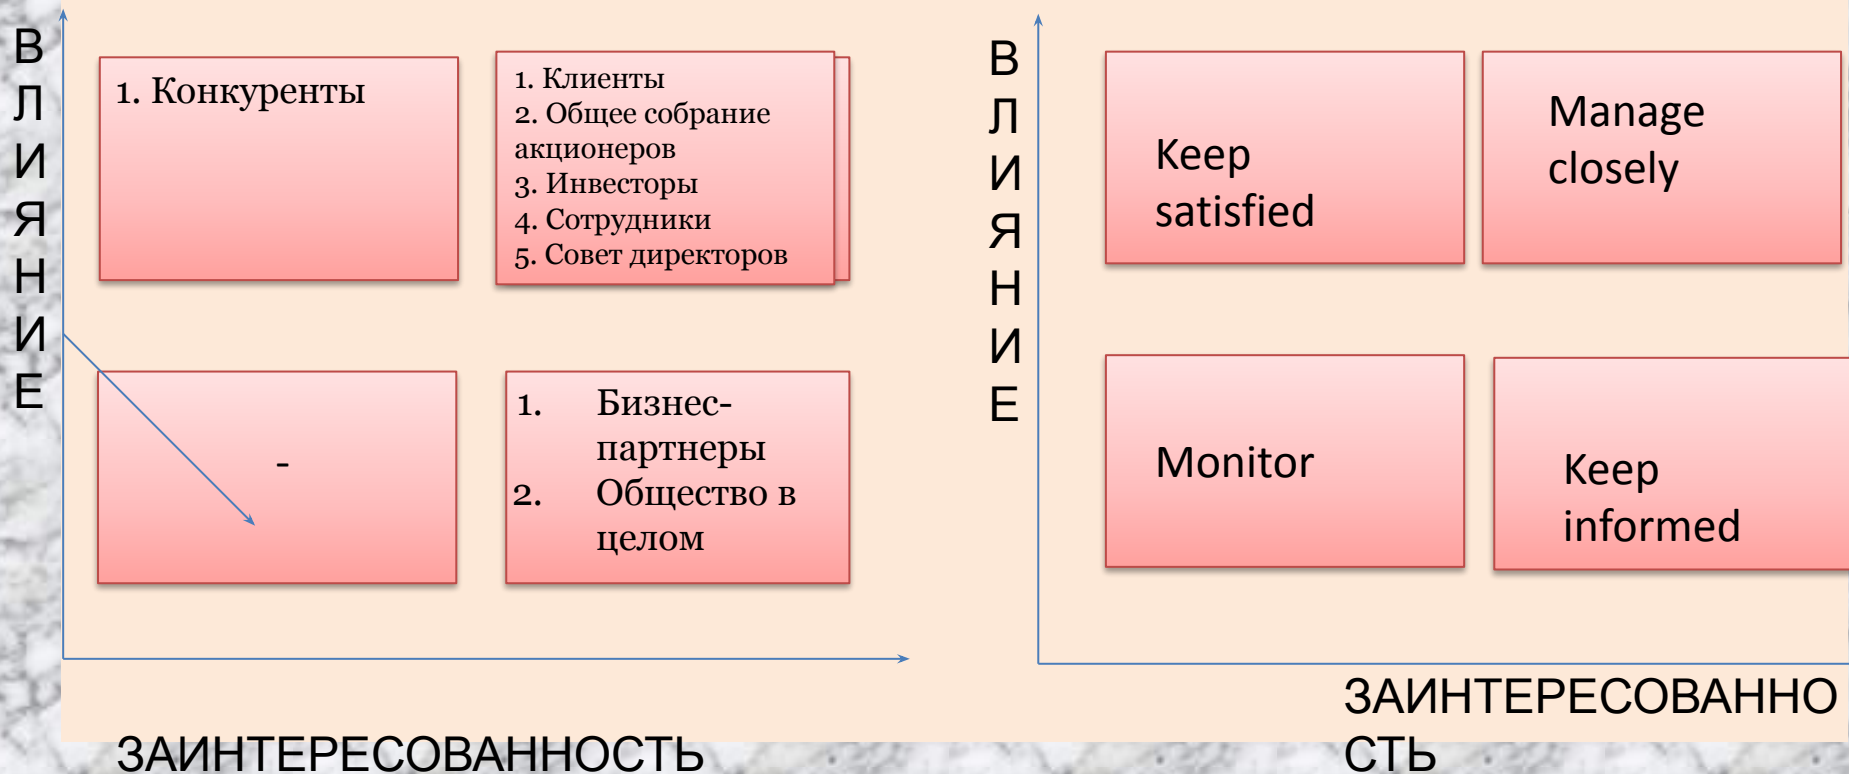 В
Л
И
Я
Н
И
Е
1. Конкуренты
1. Клиенты
2. Общее собрание
акционеров
3. Инвесторы
4. Сотрудники
5. Совет директоров
-
1. Бизнес-
партнеры
2. Общество в
целом
ЗАИНТЕРЕСОВАННОСТЬ
В
Л
И
Я
Н
И
Е
Keep
satisfied
Manage
closely
Monitor
Keep
informed
ЗАИНТЕРЕСОВАННО
СТЬ